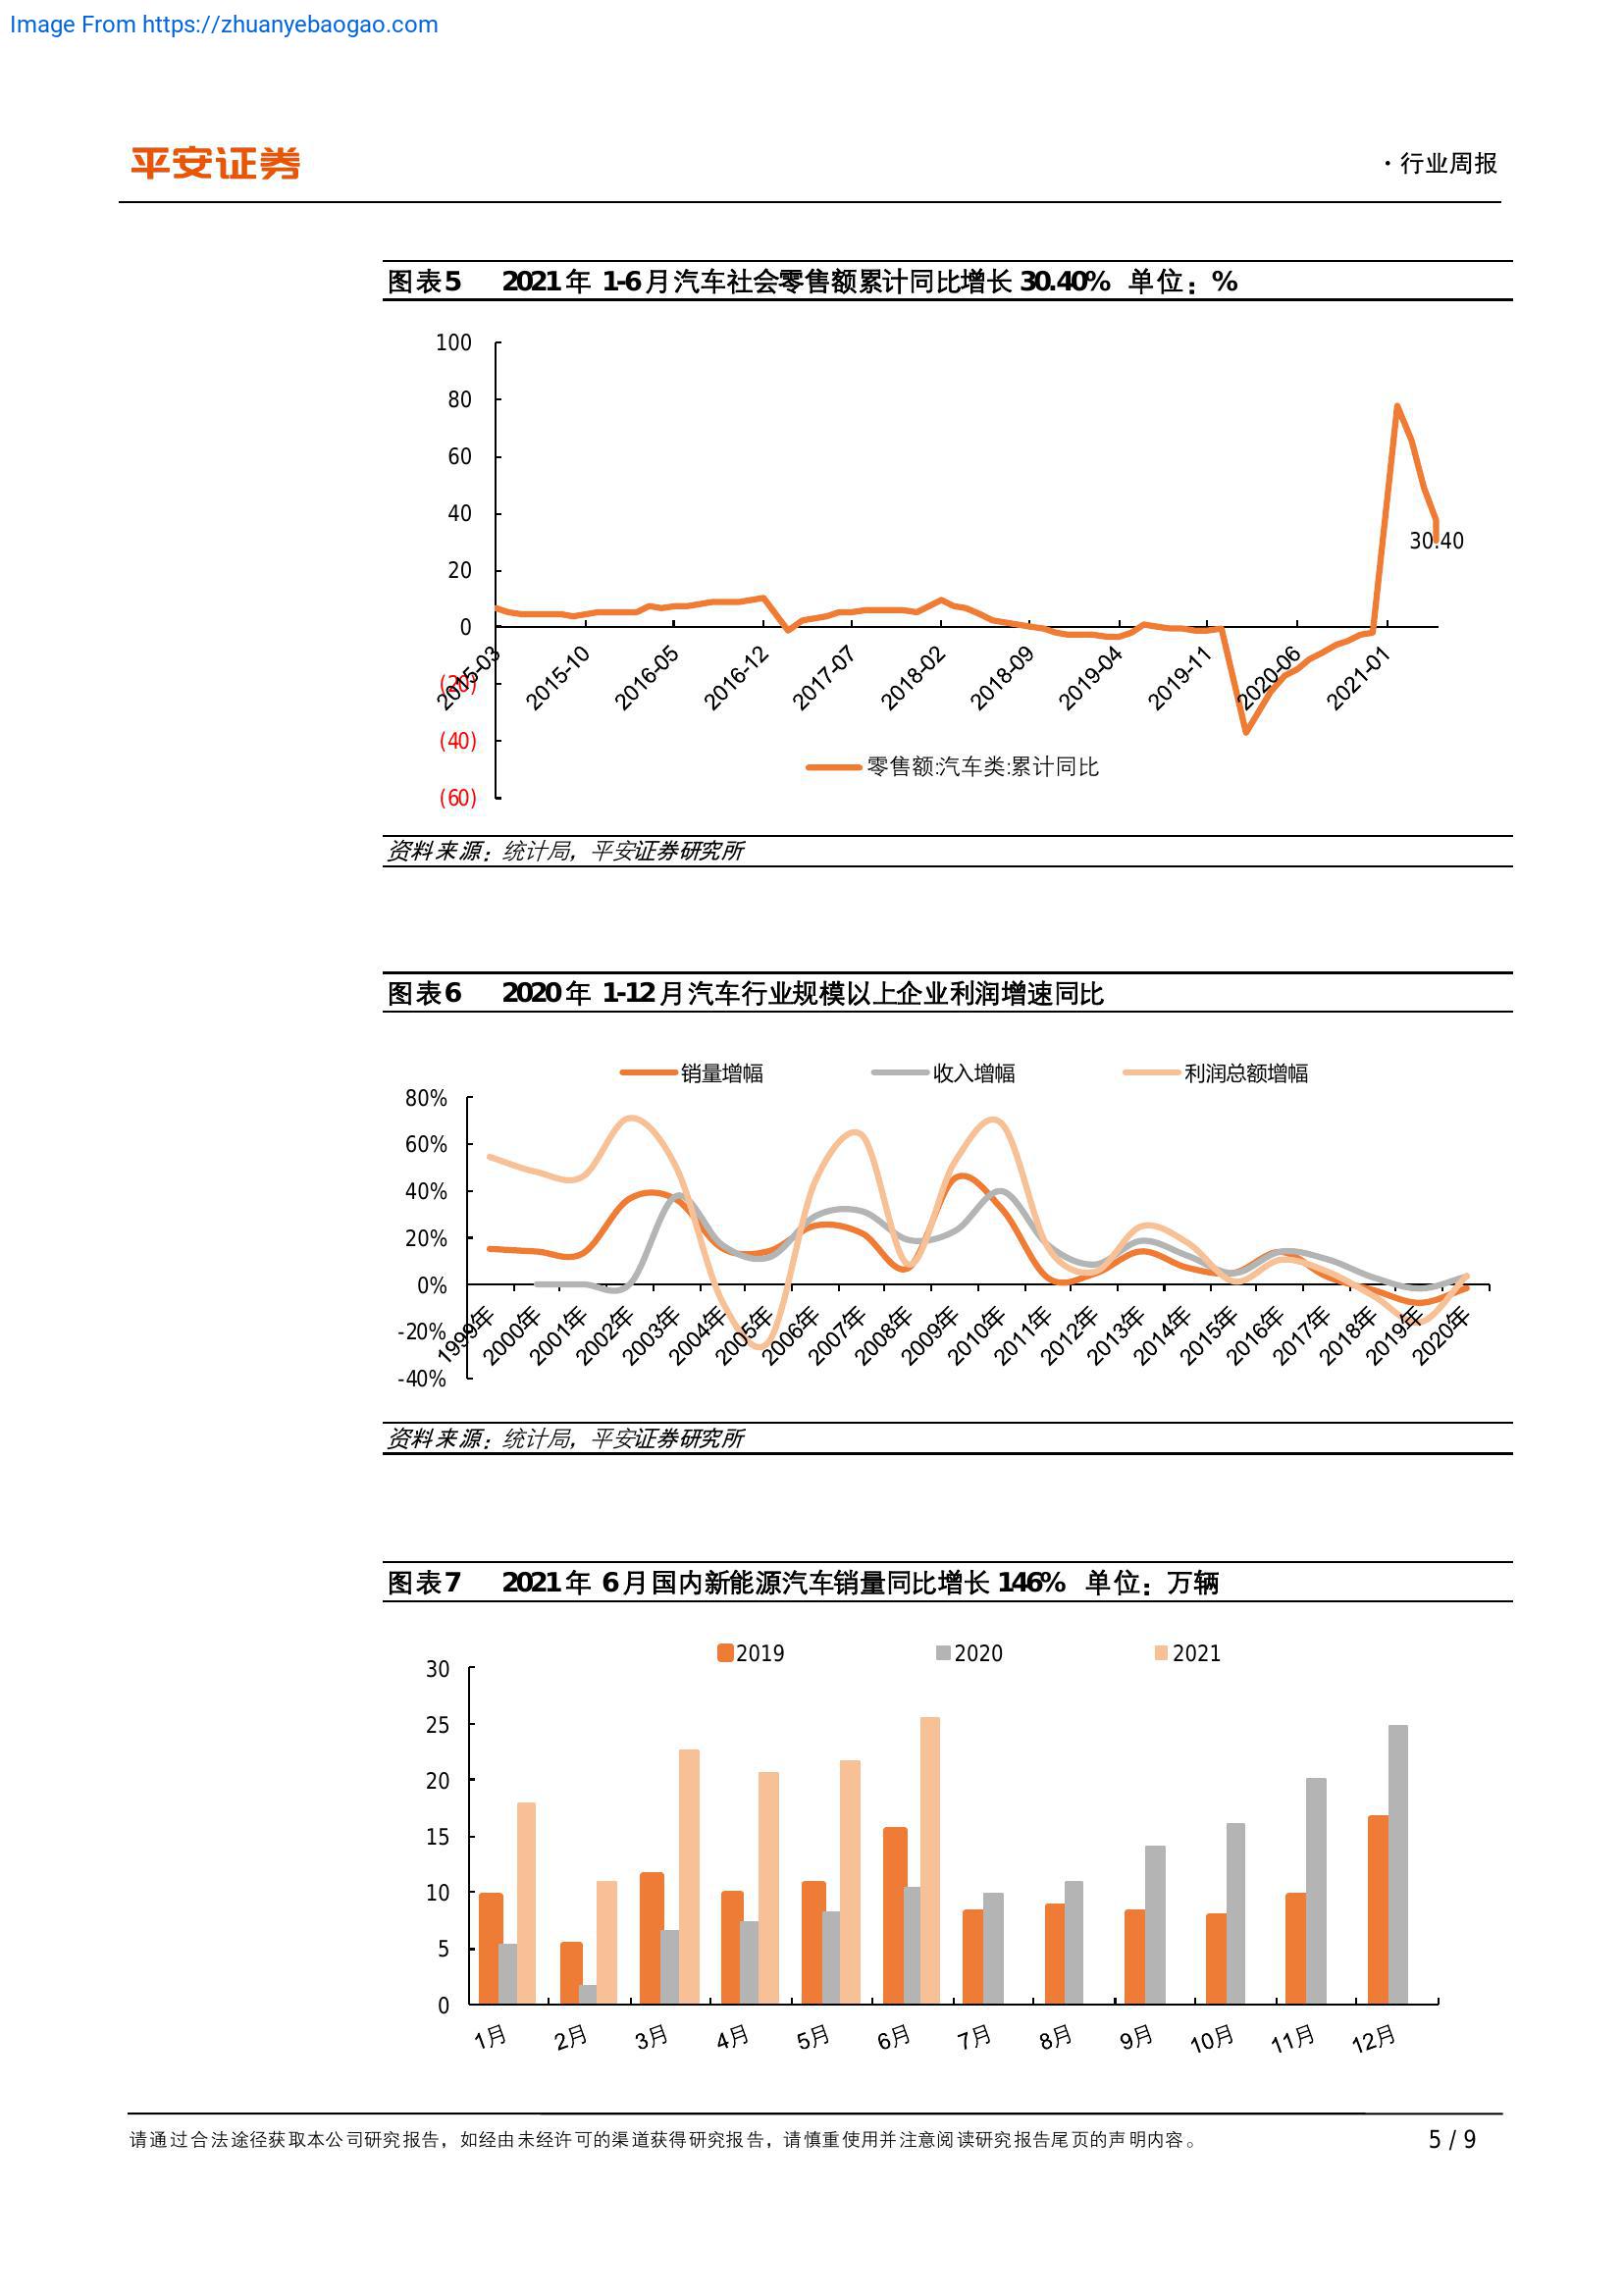 Image From https://zhuanyebaogao.com
平安证券
·行业周报
图表5 2021年 1-6月汽车社会零售额累计同比增长30.40% 单位：%
100
80
60
40
20
0
(20)
(40)
(60)
30.40
2015-03 2015-10 2016-05 2016-12 2017-07 2018-02 2018-09 2019-04 2019-11 2020-06 2021-01
零售额:汽车类:累计同比
资料来源：统计局，平安证券研究所
图表6 2020年 1-12月汽车行业规模以上企业利润增速同比
销量增幅 收入增幅 利润总额增幅
80%
60%
40%
20%
0%
-20%
-40%
1999年 2000年 2001年 2002年 2003年 2004年 2005年 2006年 2007年 2008年 2009年 2010年 2011年 2012年 2013年 2014年 2015年 2016年 2017年 2018年 2019年 2020年
资料来源：统计局，平安证券研究所
图表7 2021年 6月国内新能源汽车销量同比增长146% 单位：万辆
2019 2020 2021
30
25
20
15
10
5
0
1月 2月 3月 4月 5月 6月 7月 8月 9月 10月 11月 12月
请通过合法途径获取本公司研究报告，如经由未经许可的渠道获得研究报告，请慎重使用并注意阅读研究报告尾页的声明内容。
5 / 9